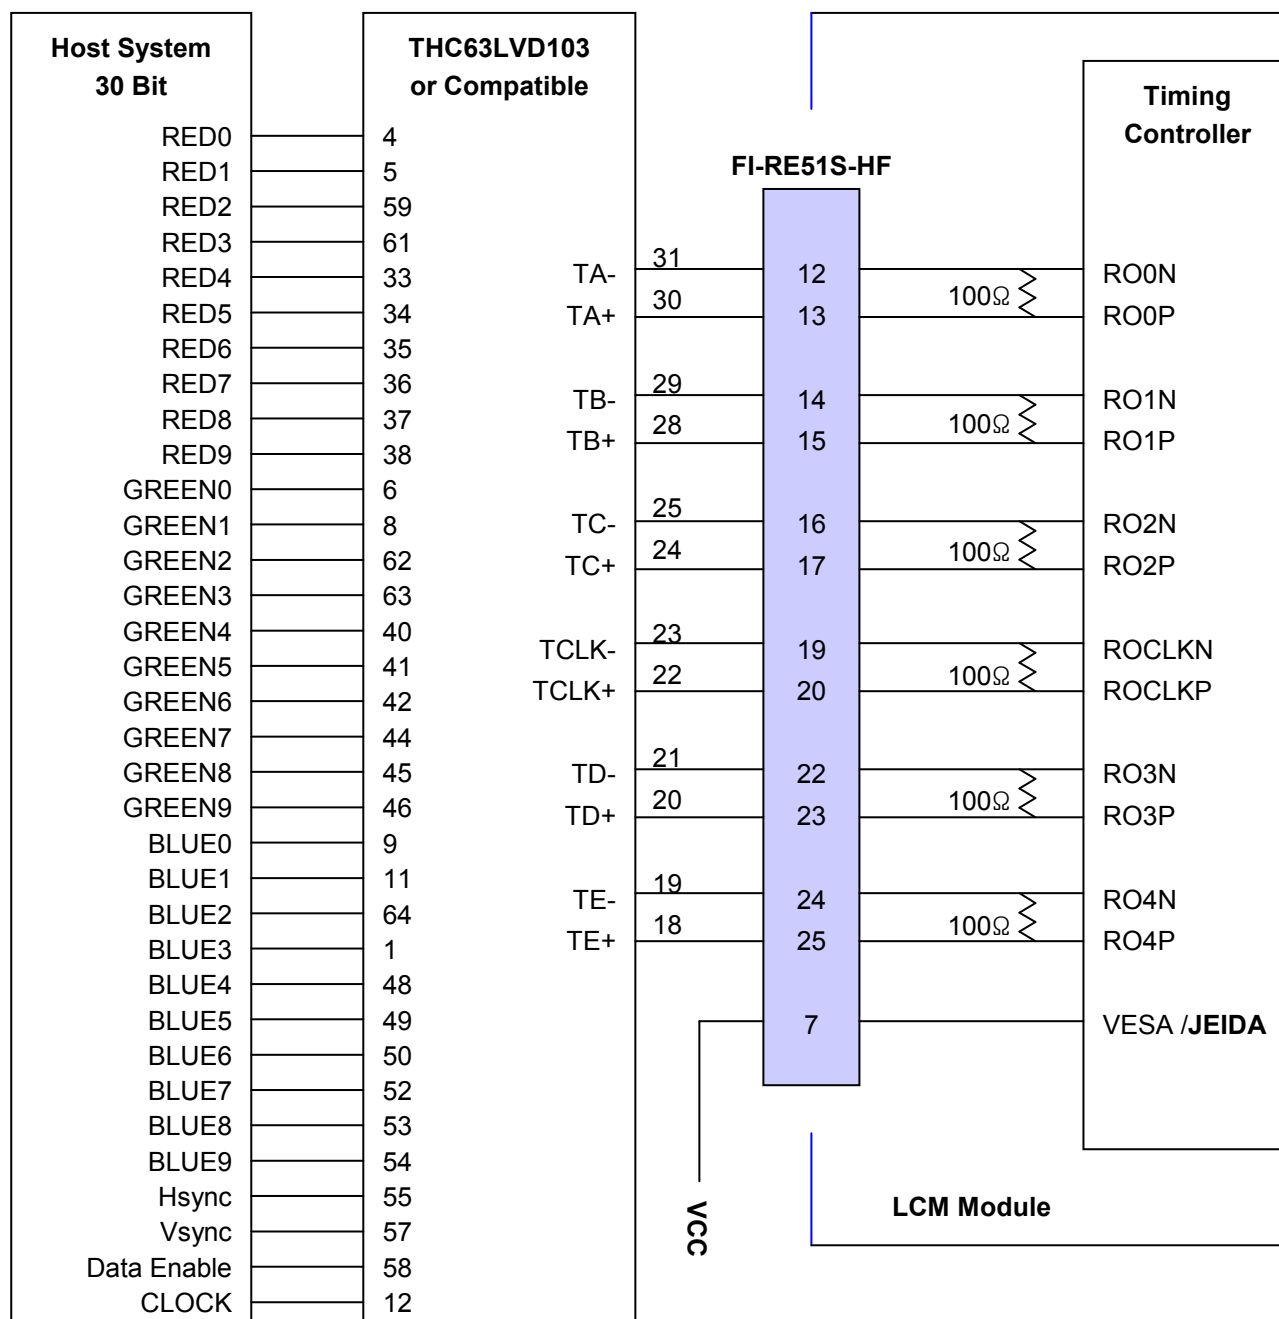 Host System
30 Bit
RED0
RED1
RED2
RED3
RED4
RED5
RED6
RED7
RED8
RED9
GREEN0
GREEN1
GREEN2
GREEN3
GREEN4
GREEN5
GREEN6
GREEN7
GREEN8
GREEN9
BLUE0
BLUE1
BLUE2
BLUE3
BLUE4
BLUE5
BLUE6
BLUE7
BLUE8
BLUE9
Hsync
Vsync
Data Enable
CLOCK
THC63LVD103
or Compatible
4
5
59
61
33
34
35
36
37
38
6
8
62
63
40
41
42
44
45
46
9
11
64
1
48
49
50
52
53
54
55
57
58
12
TA-
TA+
TB-
TB+
TC-
TC+
TCLK-
TCLK+
TD-
TD+
TE-
TE+
31
30
29
28
25
24
23
22
21
20
19
18
VCC
FI-RE51S-HF
12
13
14
15
16
17
19
20
22
23
24
25
7
100Ω
100Ω
100Ω
100Ω
100Ω
100Ω
Timing
Controller
RO0N
RO0P
RO1N
RO1P
RO2N
RO2P
ROCLKN
ROCLKP
RO3N
RO3P
RO4N
RO4P
VESA /JEIDA
LCM Module